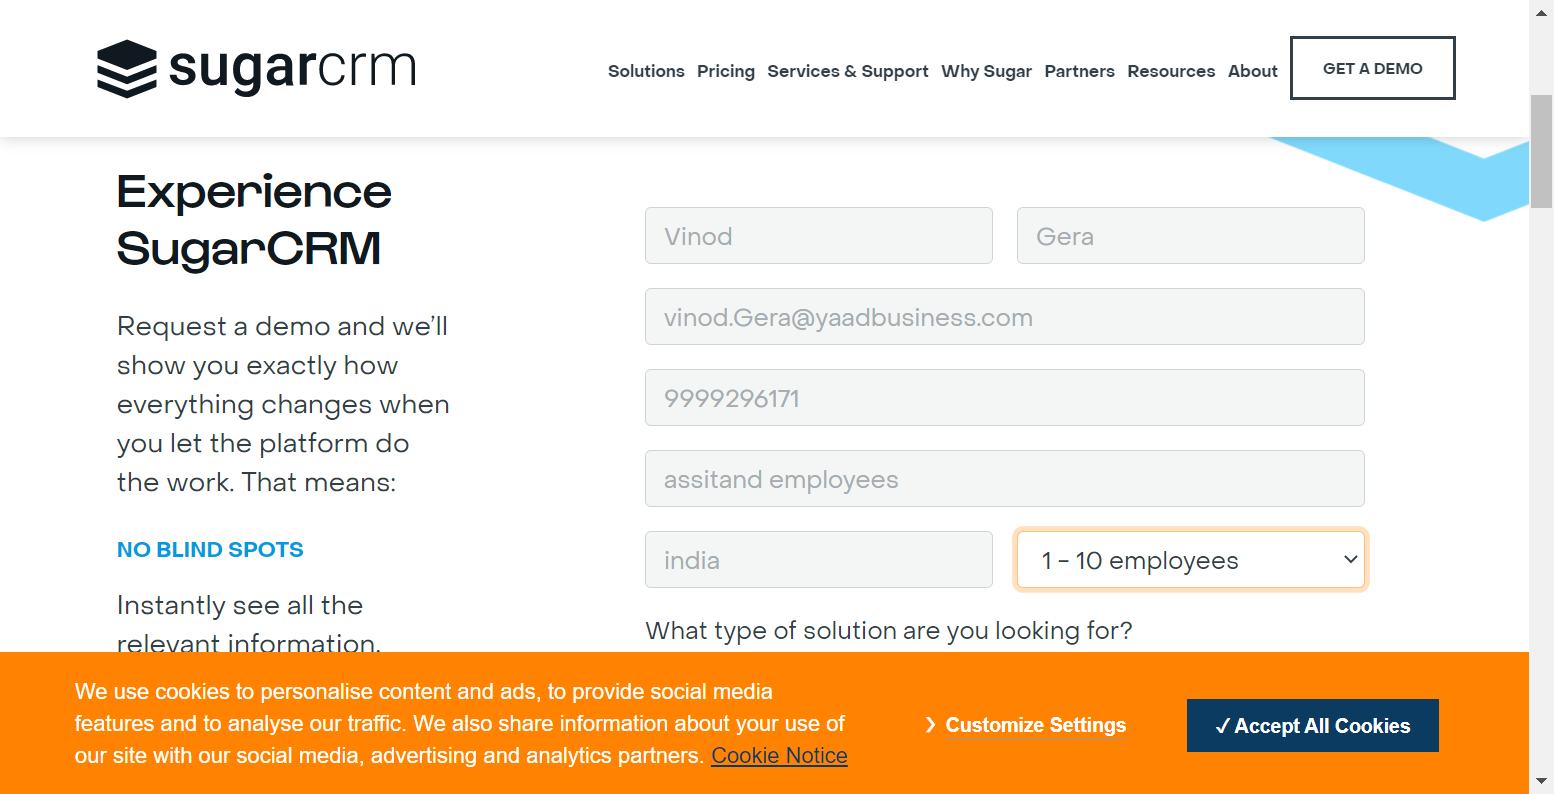 sugarcrm
Solutions Pricing Services & Support Why Sugar Partners Resources About GET A DEMO
Experience
SugarCRM
Request a demo and we’ll
show you exactly how
everything changes when
you let the platform do
the work. That means:
NO BLIND SPOTS
Instantly see all the
relevant information,
Vinod Gera
vinod.Gera@yaadbusiness.com
9999296171
assitand employees
india 1 - 10 employees
What type of solution are you looking for?
We use cookies to personalise content and ads, to provide social media
features and to analyse our traffic. We also share information about your use of
our site with our social media, advertising and analytics partners. Cookie Notice
Customize Settings
✓ Accept All Cookies